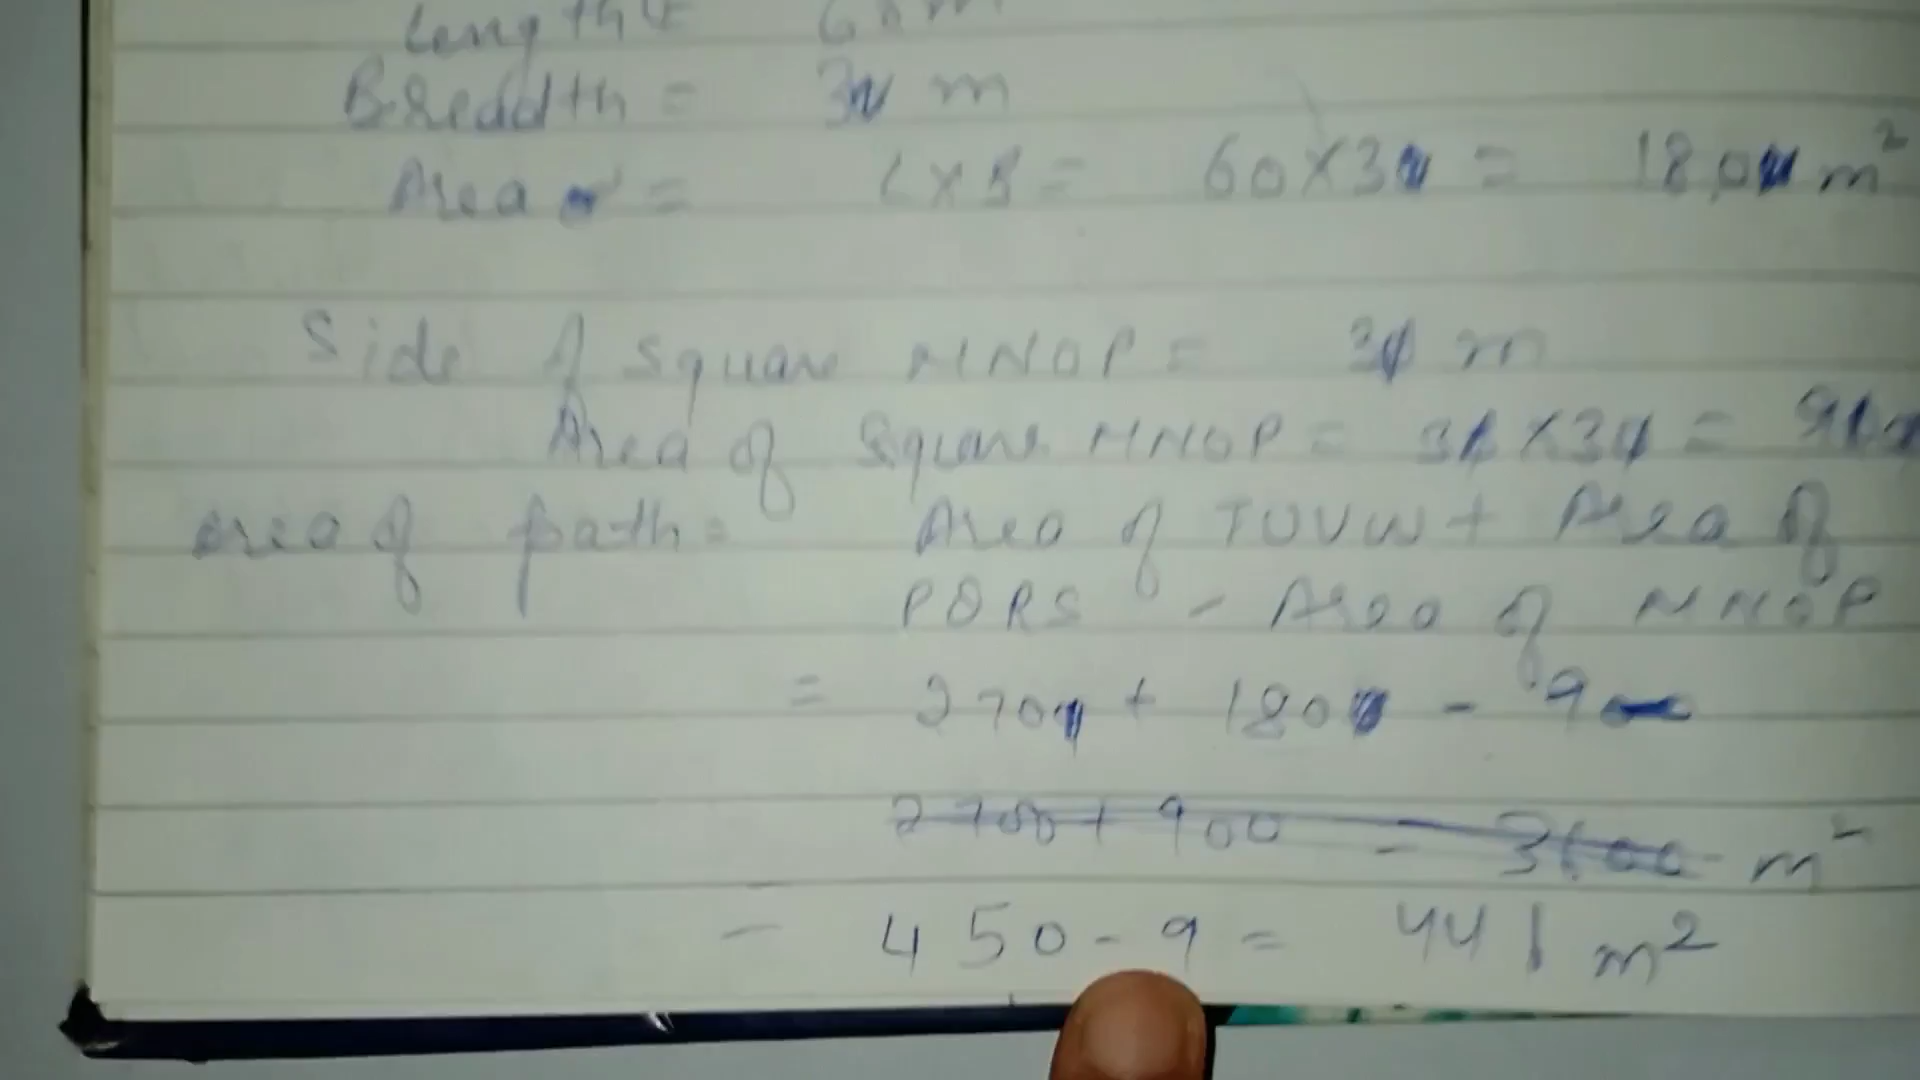 Length =
Breadth = 3 m
Area = L x B = 60 x 3 = 180 m²
Side of square MNOP = 3 m
Area of square MNOP = 3 x 3 = 9
area of path = Area of TUVW + Area of
PQRS - Area of MNOP
= 270 + 180 - 9
2700 + 900 = 3600 m²
= 450 - 9 = 441 m²